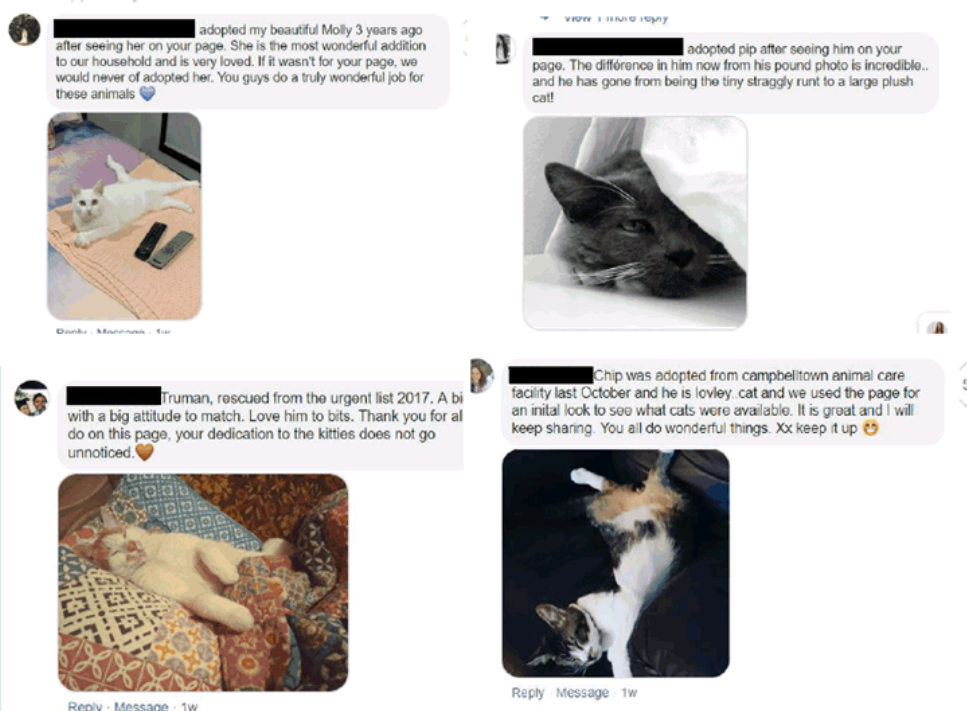 adopted my beautiful Molly 3 years ago
after seeing her on your page. She is the most wonderful addition
to our household and is very loved. If it wasn't for your page, we
would never of adopted her. You guys do a truly wonderful job for
these animals 💙
Reply · Message · 1w
View 1 more reply
adopted pip after seeing him on your
page. The différence in him now from his pound photo is incredible..
and he has gone from being the tiny straggly runt to a large plush
cat!
Truman, rescued from the urgent list 2017. A bi
with a big attitude to match. Love him to bits. Thank you for al
do on this page, your dedication to the kitties does not go
unnoticed.🧡
Reply · Message · 1w
Chip was adopted from campbelltown animal care
facility last October and he is lovley..cat and we used the page for
an inital look to see what cats were available. It is great and I will
keep sharing. You all do wonderful things. Xx keep it up 😁
Reply · Message · 1w